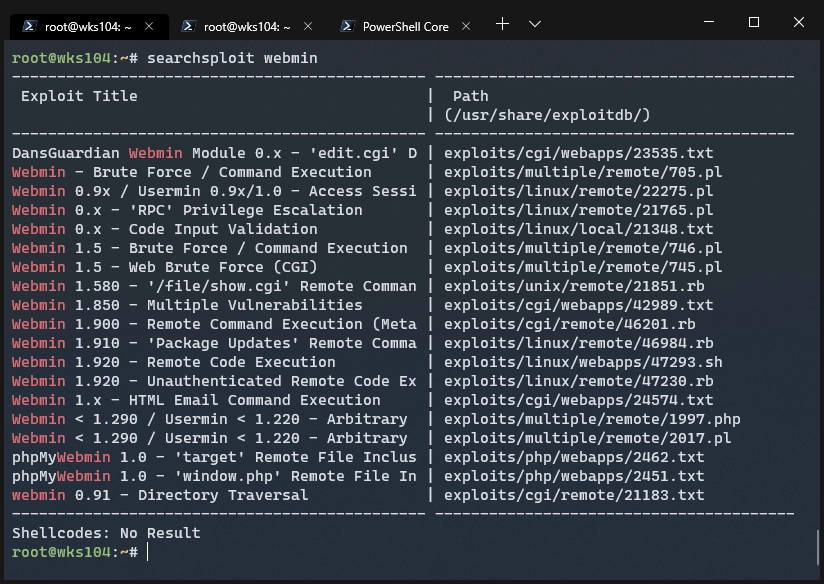 root@wks104: ~ root@wks104: ~ PowerShell Core
root@wks104:~# searchsploit webmin
---------------------------------------------- ----------------------------------------
Exploit Title | Path
| (/usr/share/exploitdb/)
---------------------------------------------- ----------------------------------------
DansGuardian Webmin Module 0.x - 'edit.cgi' D | exploits/cgi/webapps/23535.txt
Webmin - Brute Force / Command Execution | exploits/multiple/remote/705.pl
Webmin 0.9x / Usermin 0.9x/1.0 - Access Sessi | exploits/linux/remote/22275.pl
Webmin 0.x - 'RPC' Privilege Escalation | exploits/linux/remote/21765.pl
Webmin 0.x - Code Input Validation | exploits/linux/local/21348.txt
Webmin 1.5 - Brute Force / Command Execution | exploits/multiple/remote/746.pl
Webmin 1.5 - Web Brute Force (CGI) | exploits/multiple/remote/745.pl
Webmin 1.580 - '/file/show.cgi' Remote Comman | exploits/unix/remote/21851.rb
Webmin 1.850 - Multiple Vulnerabilities | exploits/cgi/webapps/42989.txt
Webmin 1.900 - Remote Command Execution (Meta | exploits/cgi/remote/46201.rb
Webmin 1.910 - 'Package Updates' Remote Comma | exploits/linux/remote/46984.rb
Webmin 1.920 - Remote Code Execution | exploits/linux/webapps/47293.sh
Webmin 1.920 - Unauthenticated Remote Code Ex | exploits/linux/remote/47230.rb
Webmin 1.x - HTML Email Command Execution | exploits/cgi/webapps/24574.txt
Webmin < 1.290 / Usermin < 1.220 - Arbitrary | exploits/multiple/remote/1997.php
Webmin < 1.290 / Usermin < 1.220 - Arbitrary | exploits/multiple/remote/2017.pl
phpMyWebmin 1.0 - 'target' Remote File Inclus | exploits/php/webapps/2462.txt
phpMyWebmin 1.0 - 'window.php' Remote File In | exploits/php/webapps/2451.txt
webmin 0.91 - Directory Traversal | exploits/cgi/remote/21183.txt
---------------------------------------------- ----------------------------------------
Shellcodes: No Result
root@wks104:~#